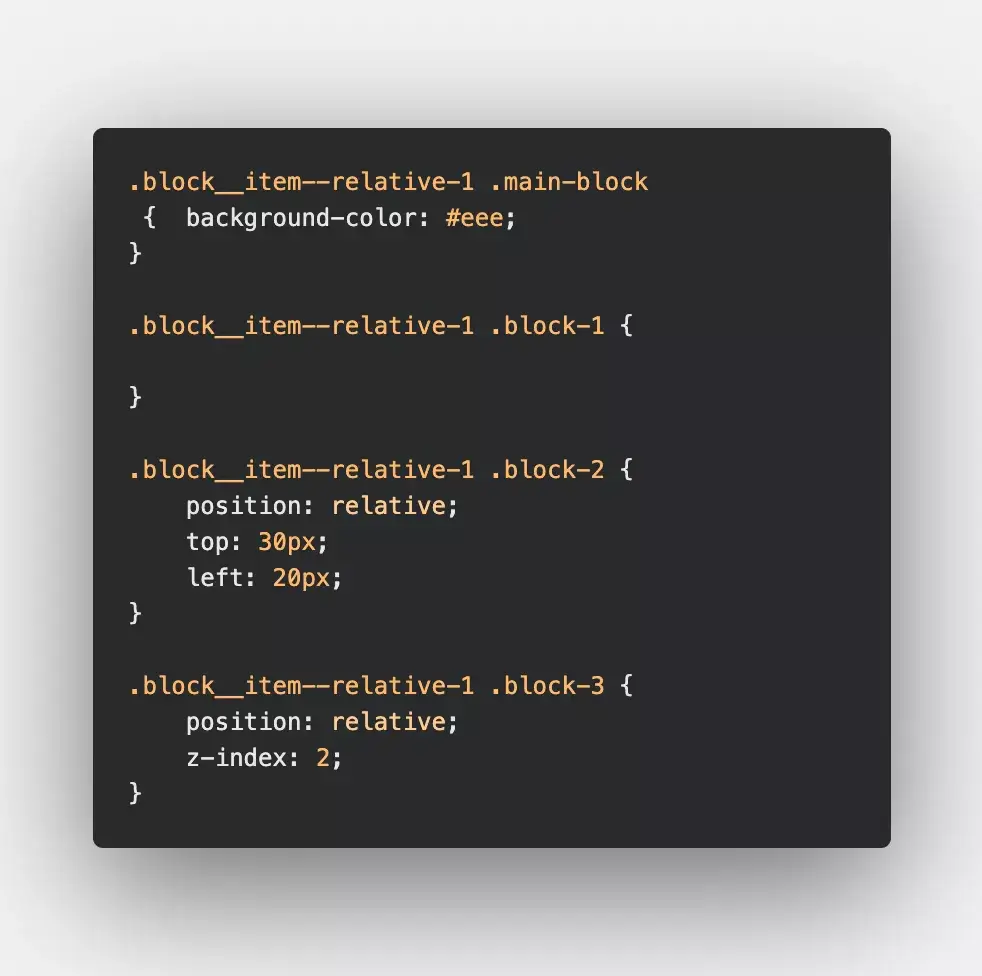 .block__item--relative-1 .main-block
 {  background-color: #eee;
}

.block__item--relative-1 .block-1 {

}

.block__item--relative-1 .block-2 {
    position: relative;
    top: 30px;
    left: 20px;
}

.block__item--relative-1 .block-3 {
    position: relative;
    z-index: 2;
}